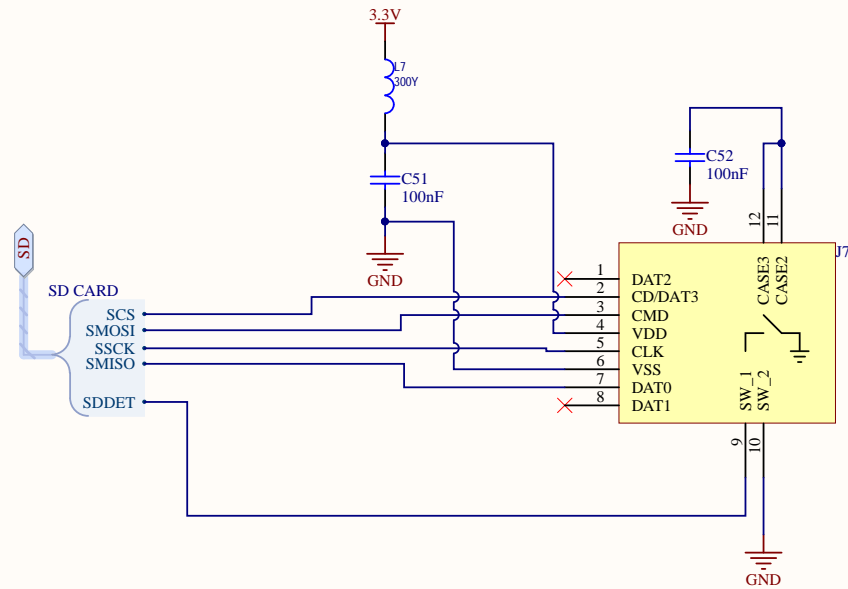 3.3V
L7
300Y
C51
100nF
GND
C52
100nF
GND
SD
SD CARD
SCS
SMOSI
SSCK
SMISO
SDDET
J7
12
11
CASE3
CASE2
1 DAT2
2 CD/DAT3
3 CMD
4 VDD
5 CLK
6 VSS
7 DAT0
8 DAT1
SW_1
SW_2
9
10
GND